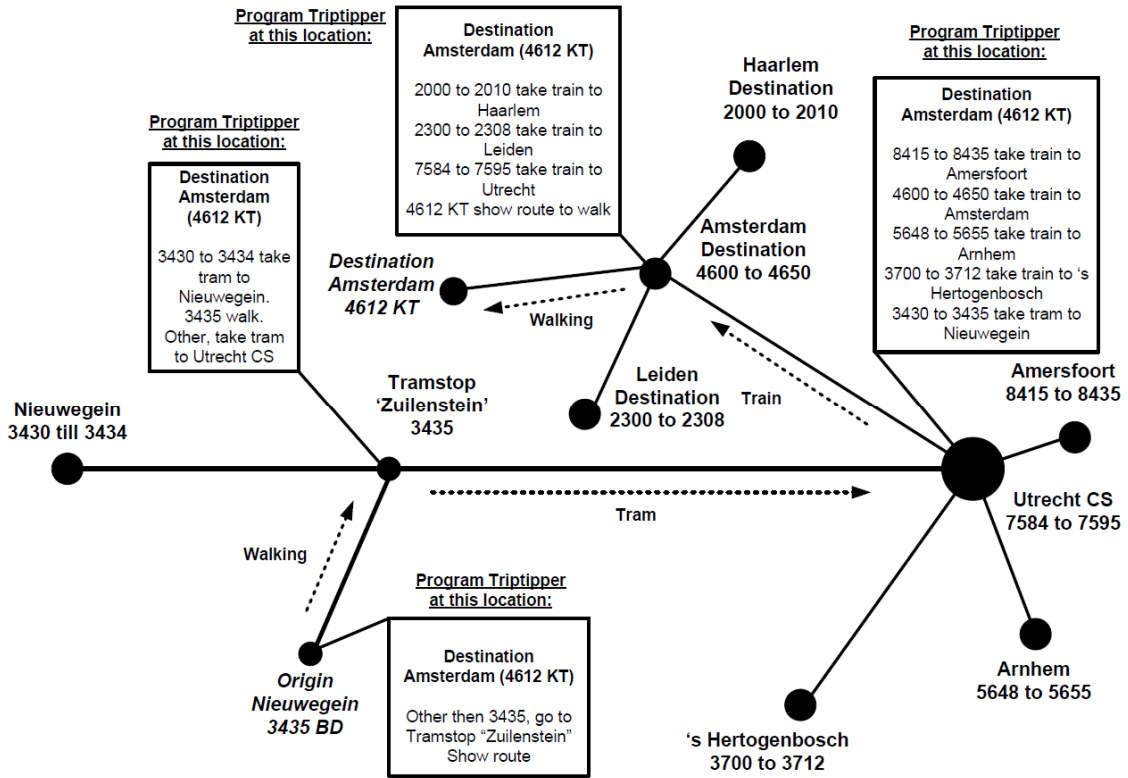 Program Triptipper
at this location:
Destination
Amsterdam (4612 KT)
2000 to 2010 take train to
Haarlem
2300 to 2308 take train to
Leiden
7584 to 7595 take train to
Utrecht
4612 KT show route to walk
Program Triptipper
at this location:
Destination
Amsterdam (4612 KT)
8415 to 8435 take train to
Amersfoort
4600 to 4650 take train to
Amsterdam
5648 to 5655 take train to
Arnhem
3700 to 3712 take train to 's
Hertogenbosch
3430 to 3435 take tram to
Nieuwegein
Haarlem
Destination
2000 to 2010
Program Triptipper
at this location:
Destination
Amsterdam
(4612 KT)
3430 to 3434 take
tram to
Nieuwegein.
3435 walk.
Other, take tram
to Utrecht CS
Amsterdam
Destination
4600 to 4650
Destination
Amsterdam
4612 KT
Walking
Train
Leiden
Destination
2300 to 2308
Tramstop
‘Zuilenstein’
3435
Nieuwegein
3430 till 3434
Amersfoort
8415 to 8435
Utrecht CS
7584 to 7595
Tram
Walking
Program Triptipper
at this location:
Destination
Amsterdam (4612 KT)
Other then 3435, go to
Tramstop “Zuilenstein”
Show route
Origin
Nieuwegein
3435 BD
Arnhem
5648 to 5655
‘s Hertogenbosch
3700 to 3712